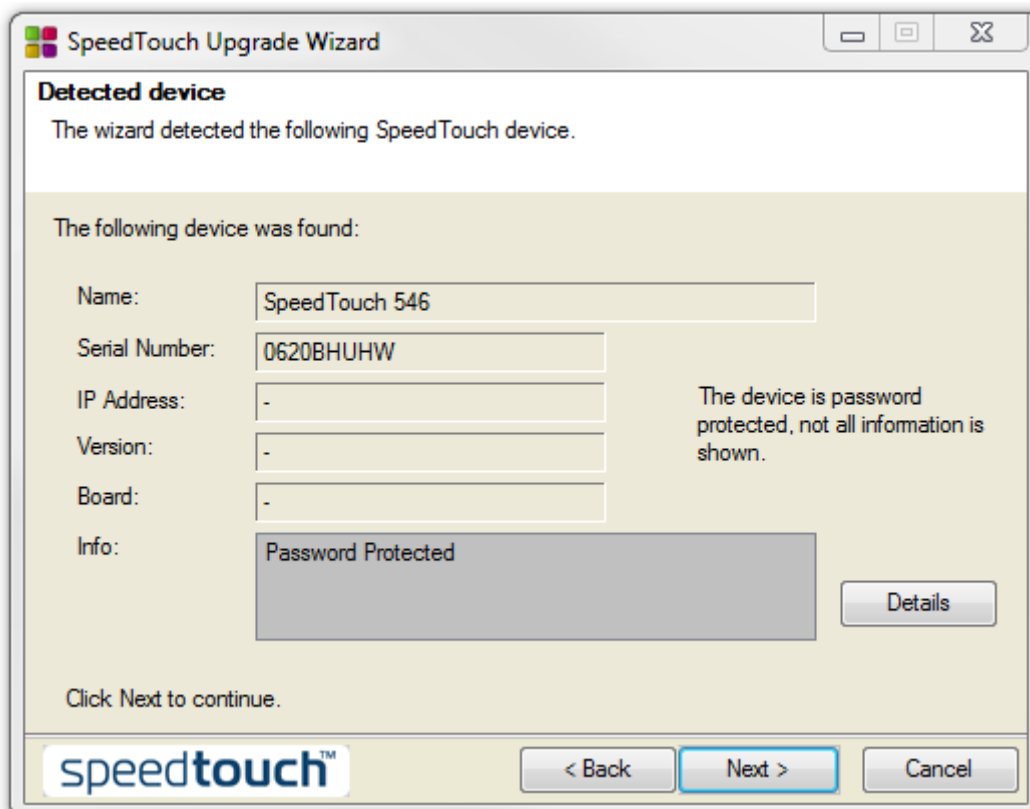 SpeedTouch Upgrade Wizard
Detected device
The wizard detected the following SpeedTouch device.
The following device was found:
Name: SpeedTouch 546
Serial Number: 0620BHUHW
IP Address: -
Version: -
Board: -
The device is password
protected, not all information is
shown.
Info: Password Protected
Details
Click Next to continue.
speedtouch™
< Back Next > Cancel